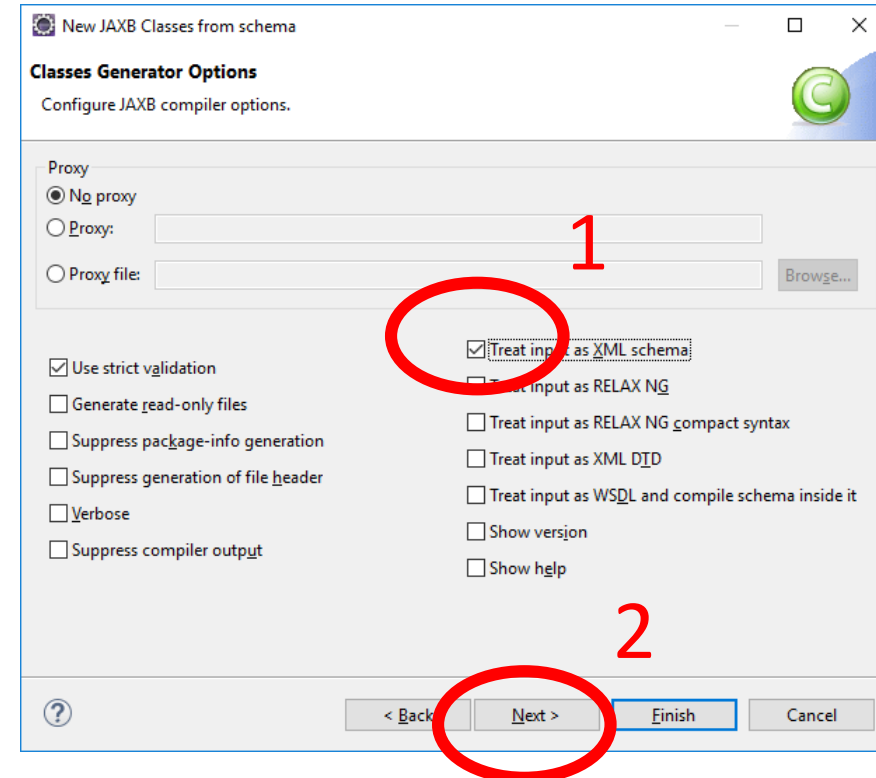 New JAXB Classes from schema
Classes Generator Options
Configure JAXB compiler options.
Proxy
No proxy
Proxy:
1
Proxy file:
Browse...
Treat input as XML schema
Use strict validation
Treat input as RELAX NG
Generate read-only files
Treat input as RELAX NG compact syntax
Suppress package-info generation
Treat input as XML DTD
Suppress generation of file header
Treat input as WSDL and compile schema inside it
Verbose
Show version
Suppress compiler output
Show help
2
? < Back Next > Finish Cancel